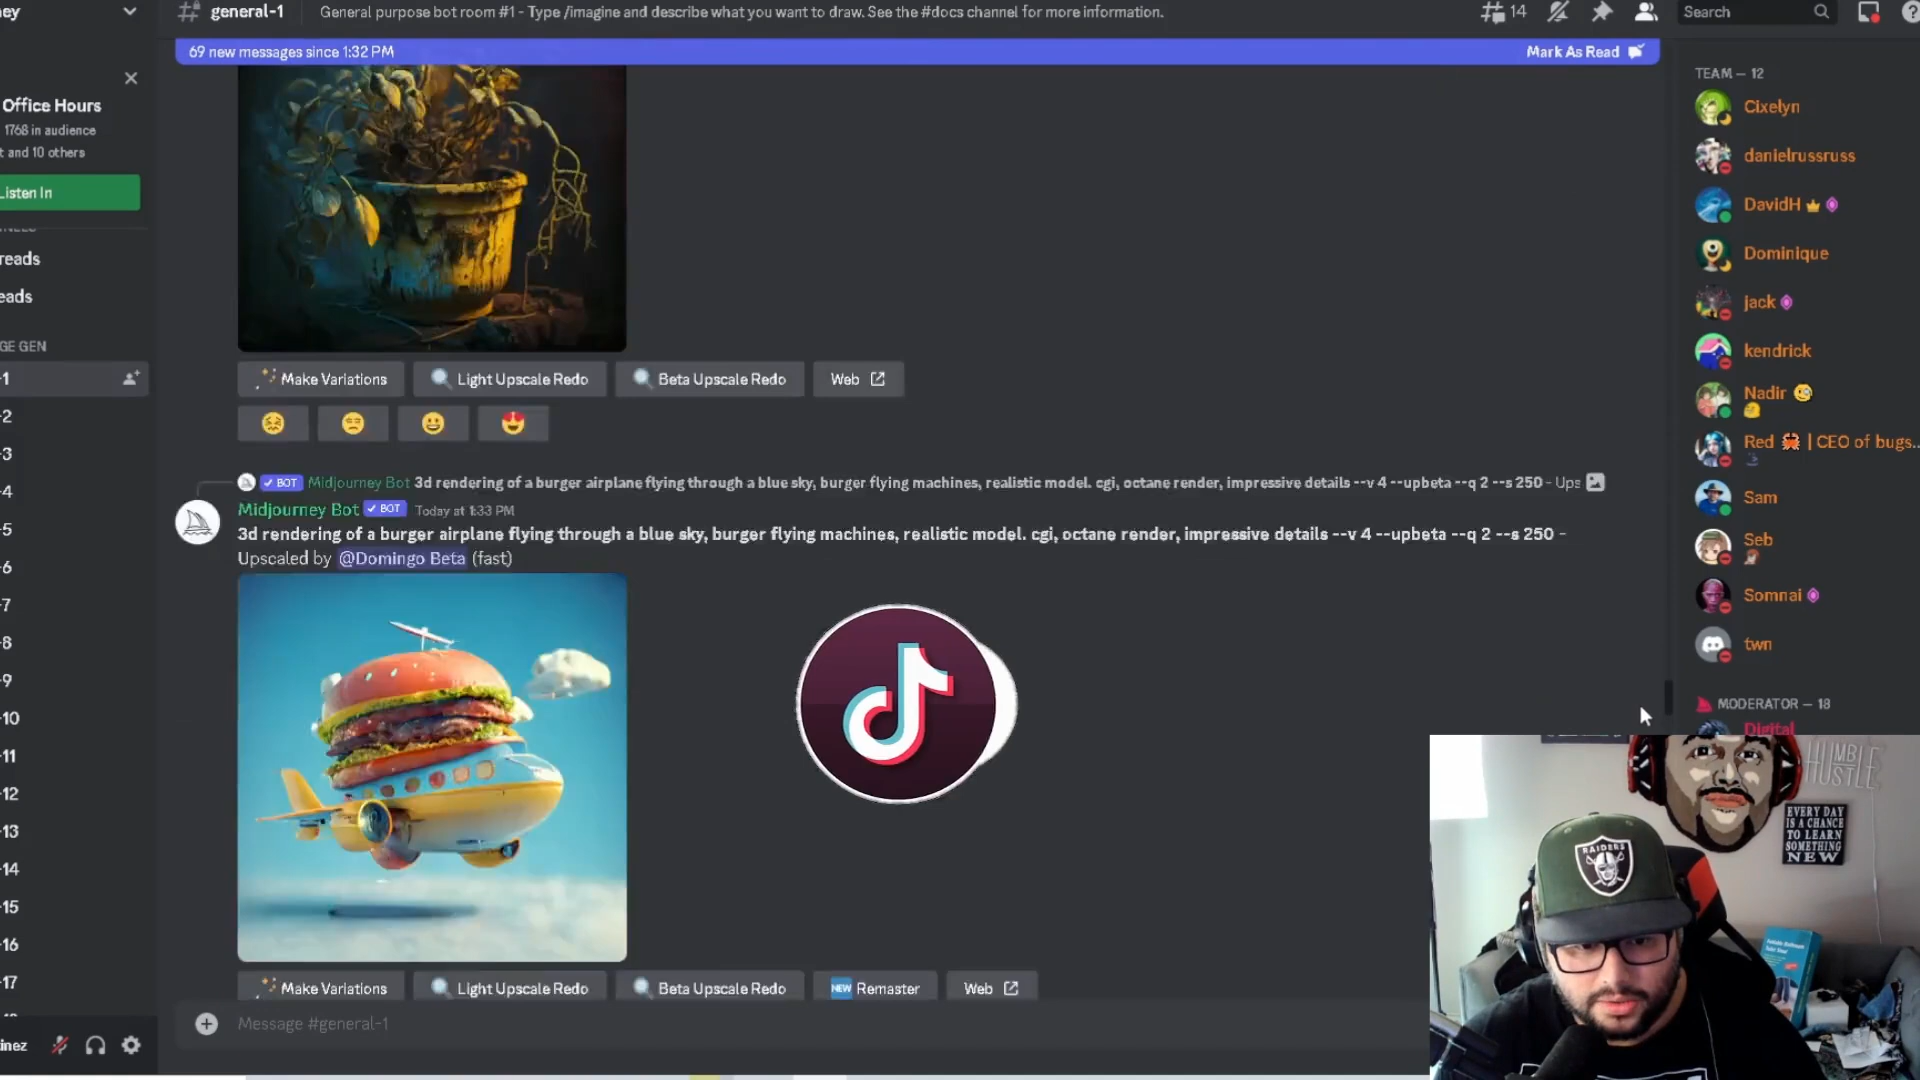 ney
general-1
General purpose bot room #1 - Type /imagine and describe what you want to draw. See the #docs channel for more information.
14
Search
69 new messages since 1:32 PM
Mark As Read
Office Hours
1768 in audience
t and 10 others
Listen In
reads
eads
GE GEN
-1
-2
-3
-4
-5
-6
-7
-8
-9
-10
-11
-12
-13
-14
-15
-16
-17
inez
Make Variations
Light Upscale Redo
Beta Upscale Redo
Web
BOT Midjourney Bot 3d rendering of a burger airplane flying through a blue sky, burger flying machines, realistic model. cgi, octane render, impressive details --v 4 --upbeta --q 2 --s 250 - Ups
Midjourney Bot BOT Today at 1:33 PM
3d rendering of a burger airplane flying through a blue sky, burger flying machines, realistic model. cgi, octane render, impressive details --v 4 --upbeta --q 2 --s 250 -
Upscaled by @Domingo Beta (fast)
Make Variations
Light Upscale Redo
Beta Upscale Redo
NEW Remaster
Web
Message #general-1
TEAM — 12
Cixelyn
danielrussruss
DavidH
Dominique
jack
kendrick
Nadir
Red | CEO of bugs...
Sam
Seb
Somnai
twn
MODERATOR — 18
Digital
HUMBLE
HUSTLE
EVERY DAY
IS A CHANCE
TO LEARN
SOMETHING
NEW
RAIDERS